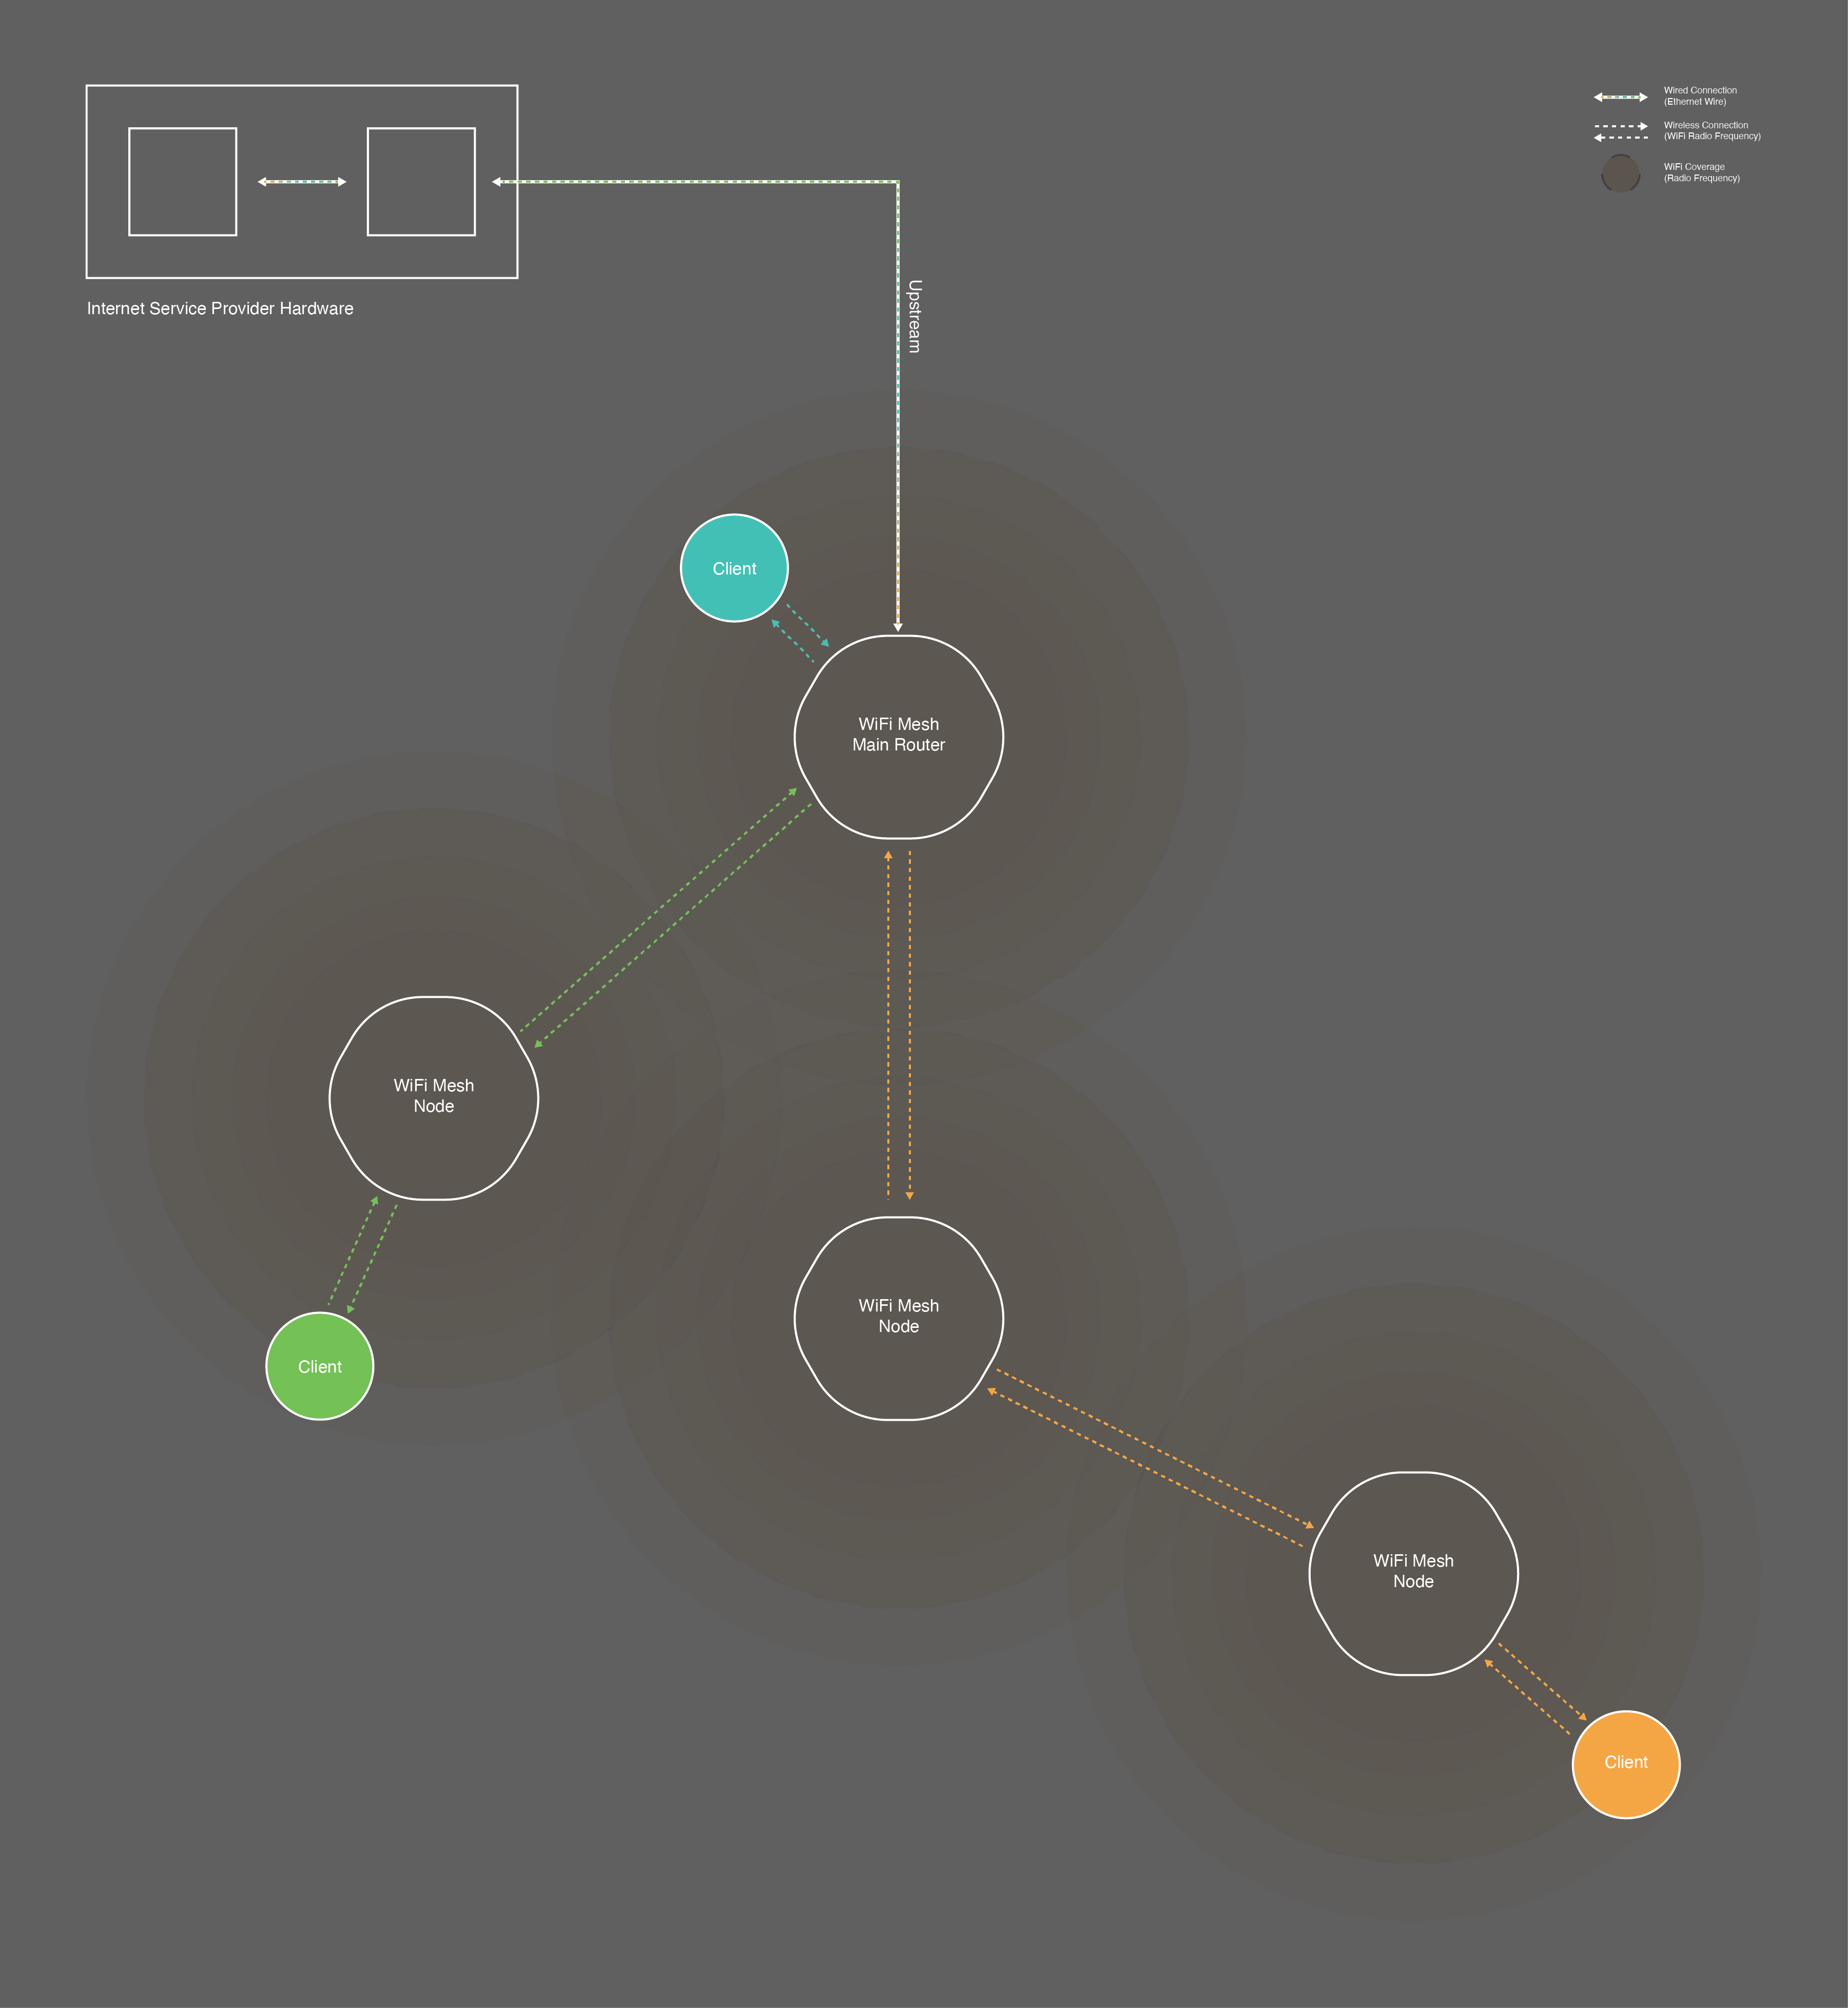 Wired Connection
(Ethernet Wire)
Wireless Connection
(WiFi Radio Frequency)
WiFi Coverage
(Radio Frequency)
Internet Service Provider Hardware
Upstream
Client
WiFi Mesh
Main Router
WiFi Mesh
Node
WiFi Mesh
Node
Client
WiFi Mesh
Node
Client